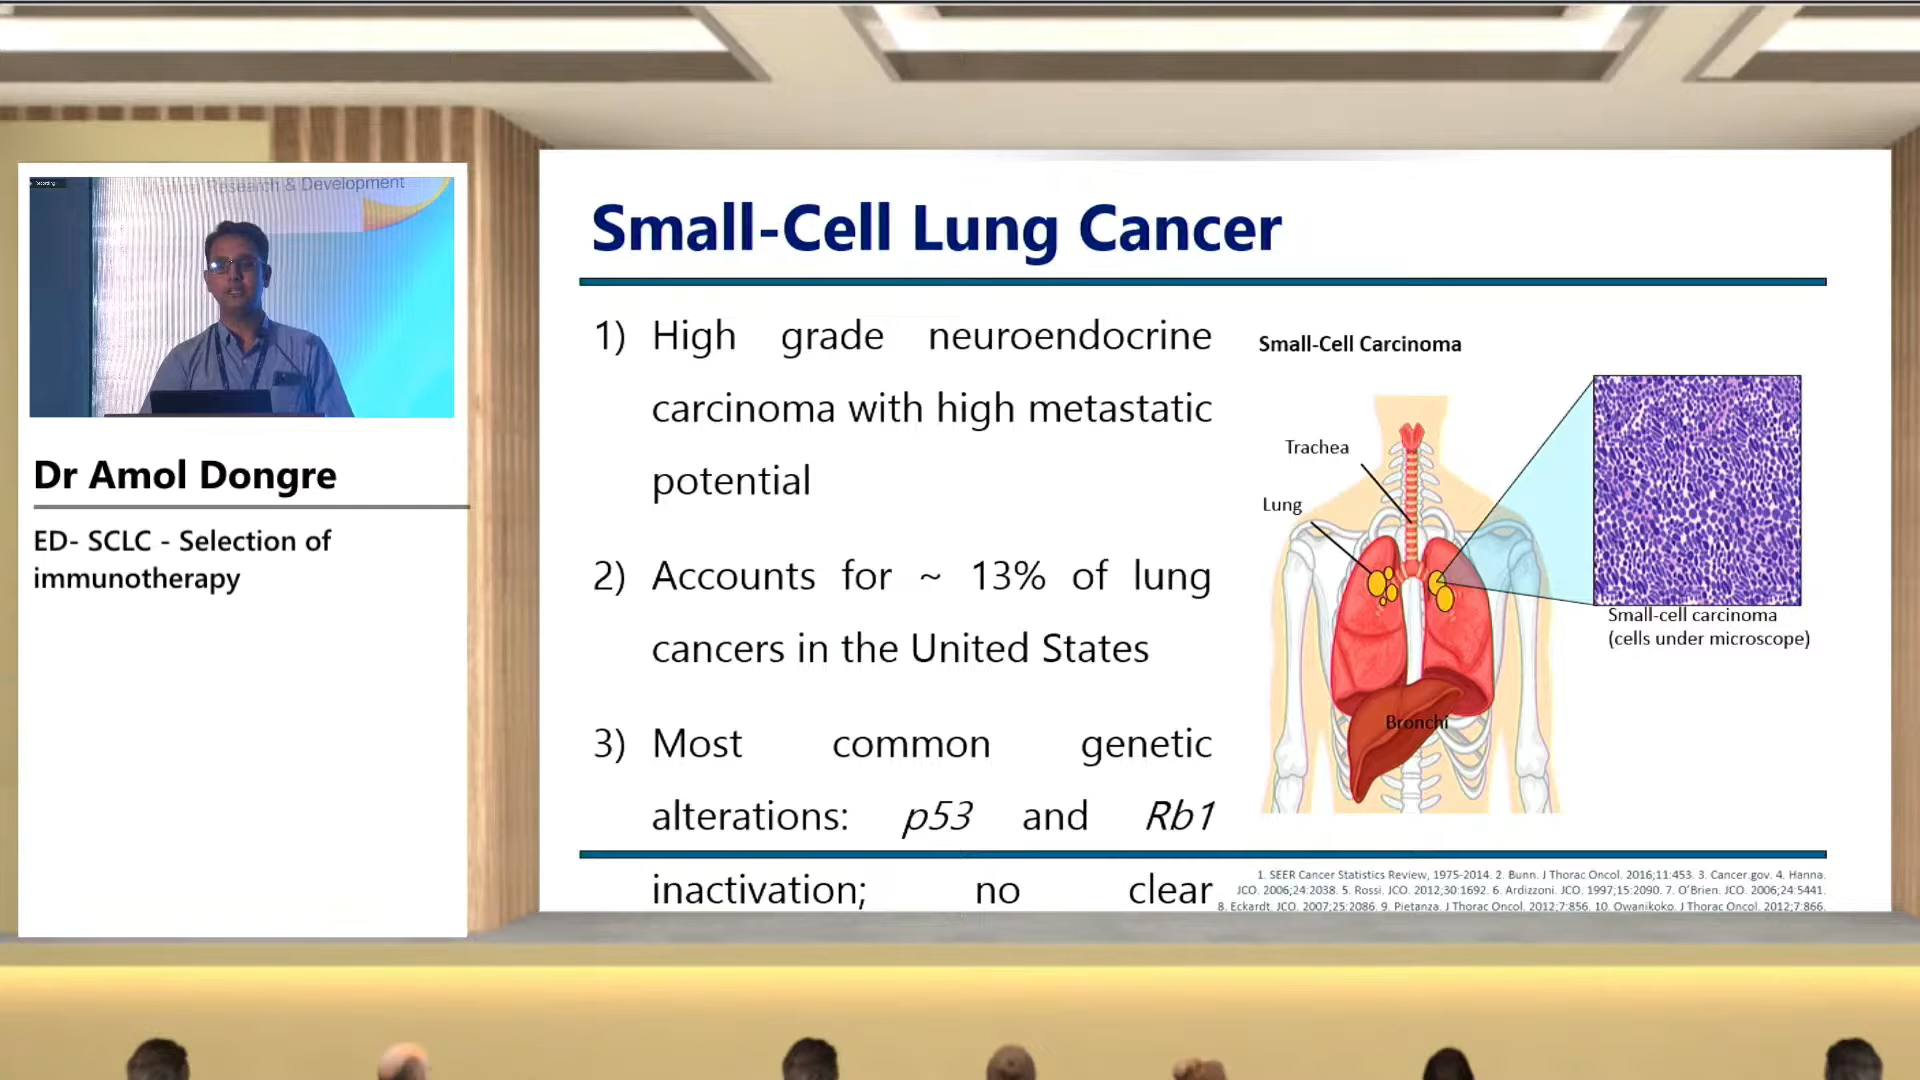 Recording
Research & Development
Dr Amol Dongre
ED- SCLC - Selection of
immunotherapy
Small-Cell Lung Cancer
1) High grade neuroendocrine
carcinoma with high metastatic
potential
2) Accounts for ~ 13% of lung
cancers in the United States
3) Most common genetic
alterations: p53 and Rb1
inactivation; no clear
Small-Cell Carcinoma
Trachea
Lung
Bronchi
Small-cell carcinoma
(cells under microscope)
1. SEER Cancer Statistics Review, 1975-2014. 2. Bunn. J Thorac Oncol. 2016;11:453. 3. Cancer.gov. 4. Hanna.
JCO. 2006;24:2038. 5. Rossi. JCO. 2012;30:1692. 6. Ardizzoni. JCO. 1997;15:2090. 7. O'Brien. JCO. 2006;24:5441.
8. Eckardt. JCO. 2007;25:2086. 9. Pietanza. J Thorac Oncol. 2012;7:856. 10. Owanikoko. J Thorac Oncol. 2012;7:866.